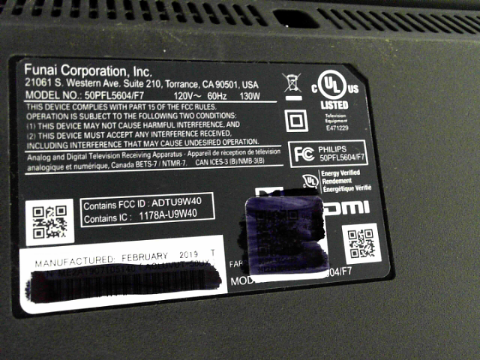 Funai Corporation, Inc.
21061 S. Western Ave. Suite 210, Torrance, CA 90501, USA
MODEL NO.: 50PFL5604/F7 120V~ 60Hz 130W
THIS DEVICE COMPLIES WITH PART 15 OF THE FCC RULES.
OPERATION IS SUBJECT TO THE FOLLOWING TWO CONDITIONS:
(1) THIS DEVICE MAY NOT CAUSE HARMFUL INTERFERENCE, AND
(2) THIS DEVICE MUST ACCEPT ANY INTERFERENCE RECEIVED,
INCLUDING INTERFERENCE THAT MAY CAUSE UNDESIRED OPERATION.
Analog and Digital Television Receiving Apparatus - Appareil de réception de télévision
analogique et numérique, Canada BETS-7 / NTMR-7. CAN ICES-3 (B)/NMB-3(B)
C UL US
LISTED
Television
Equipment
E471229
FC PHILIPS
50PFL5604/F7
Energy Verified
Rendement
Énergétique Vérifié
UL
Contains FCC ID : ADTU9W40
Contains IC : 1178A-U9W40
MANUFACTURED: FEBRUARY 2019 T